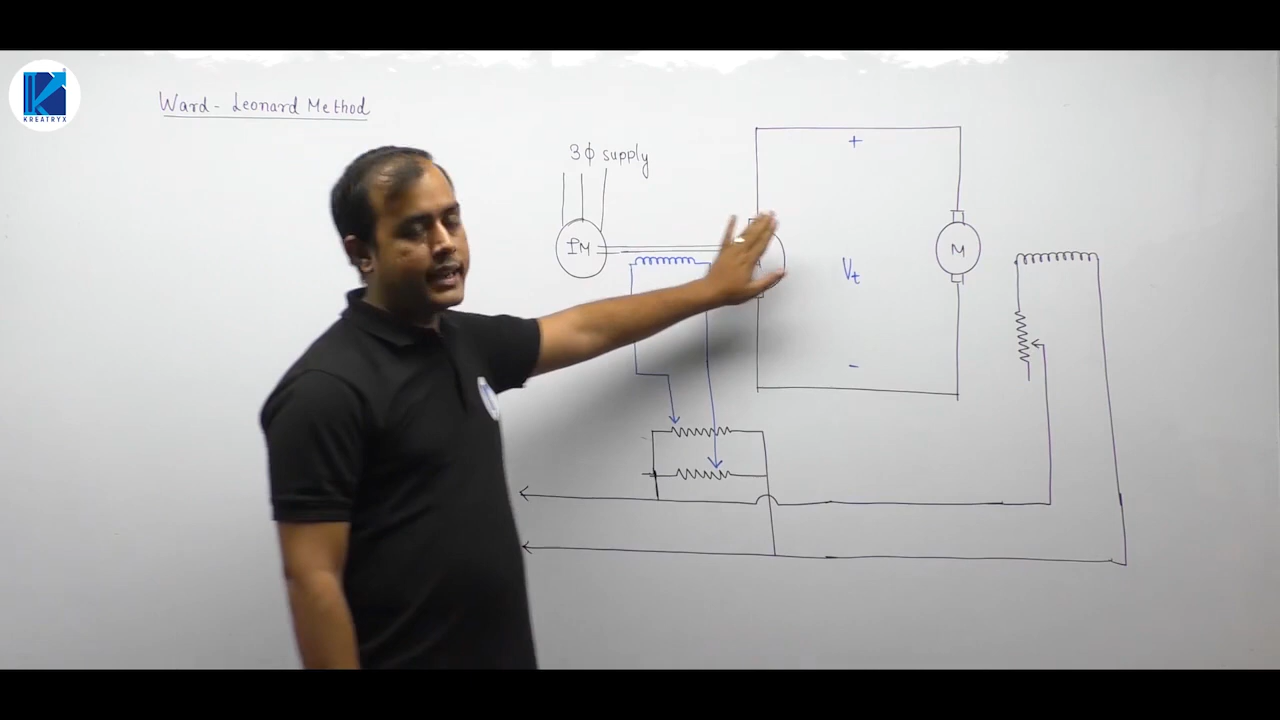 KREATRYX
Ward - Leonard Method
3ϕ supply
+
IM
M
Vt
-